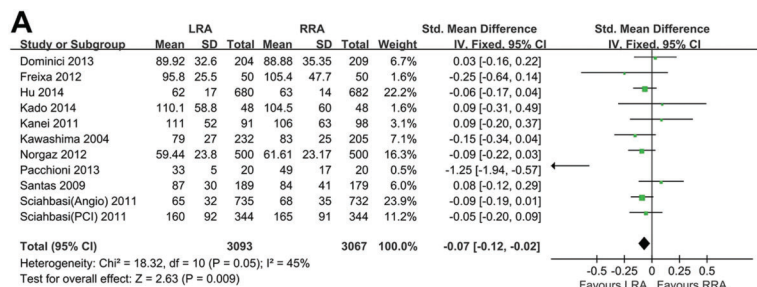 A
LRA RRA Std. Mean Difference Std. Mean Difference
Study or Subgroup Mean SD Total Mean SD Total Weight IV. Fixed. 95% CI IV. Fixed. 95% CI
Dominici 2013 89.92 32.6 204 88.88 35.35 209 6.7% 0.03 [-0.16, 0.22]
Freixa 2012 95.8 25.5 50 105.4 47.7 50 1.6% -0.25 [-0.64, 0.14]
Hu 2014 62 17 680 63 14 682 22.2% -0.06 [-0.17, 0.04]
Kado 2014 110.1 58.8 48 104.5 60 48 1.6% 0.09 [-0.31, 0.49]
Kanei 2011 111 52 91 106 63 98 3.1% 0.09 [-0.20, 0.37]
Kawashima 2004 79 27 232 83 25 205 7.1% -0.15 [-0.34, 0.04]
Norgaz 2012 59.44 23.8 500 61.61 23.17 500 16.3% -0.09 [-0.22, 0.03]
Pacchioni 2013 33 5 20 49 17 20 0.5% -1.25 [-1.94, -0.57]
Santas 2009 87 30 189 84 41 179 6.0% 0.08 [-0.12, 0.29]
Sciahbasi(Angio) 2011 65 32 735 68 35 732 23.9% -0.09 [-0.19, 0.01]
Sciahbasi(PCI) 2011 160 92 344 165 91 344 11.2% -0.05 [-0.20, 0.09]
Total (95% CI) 3093 3067 100.0% -0.07 [-0.12, -0.02]
Heterogeneity: Chi² = 18.32, df = 10 (P = 0.05); I² = 45%
Test for overall effect: Z = 2.63 (P = 0.009)
-0.5 -0.25 0 0.25 0.5
Favours LRA Favours RRA